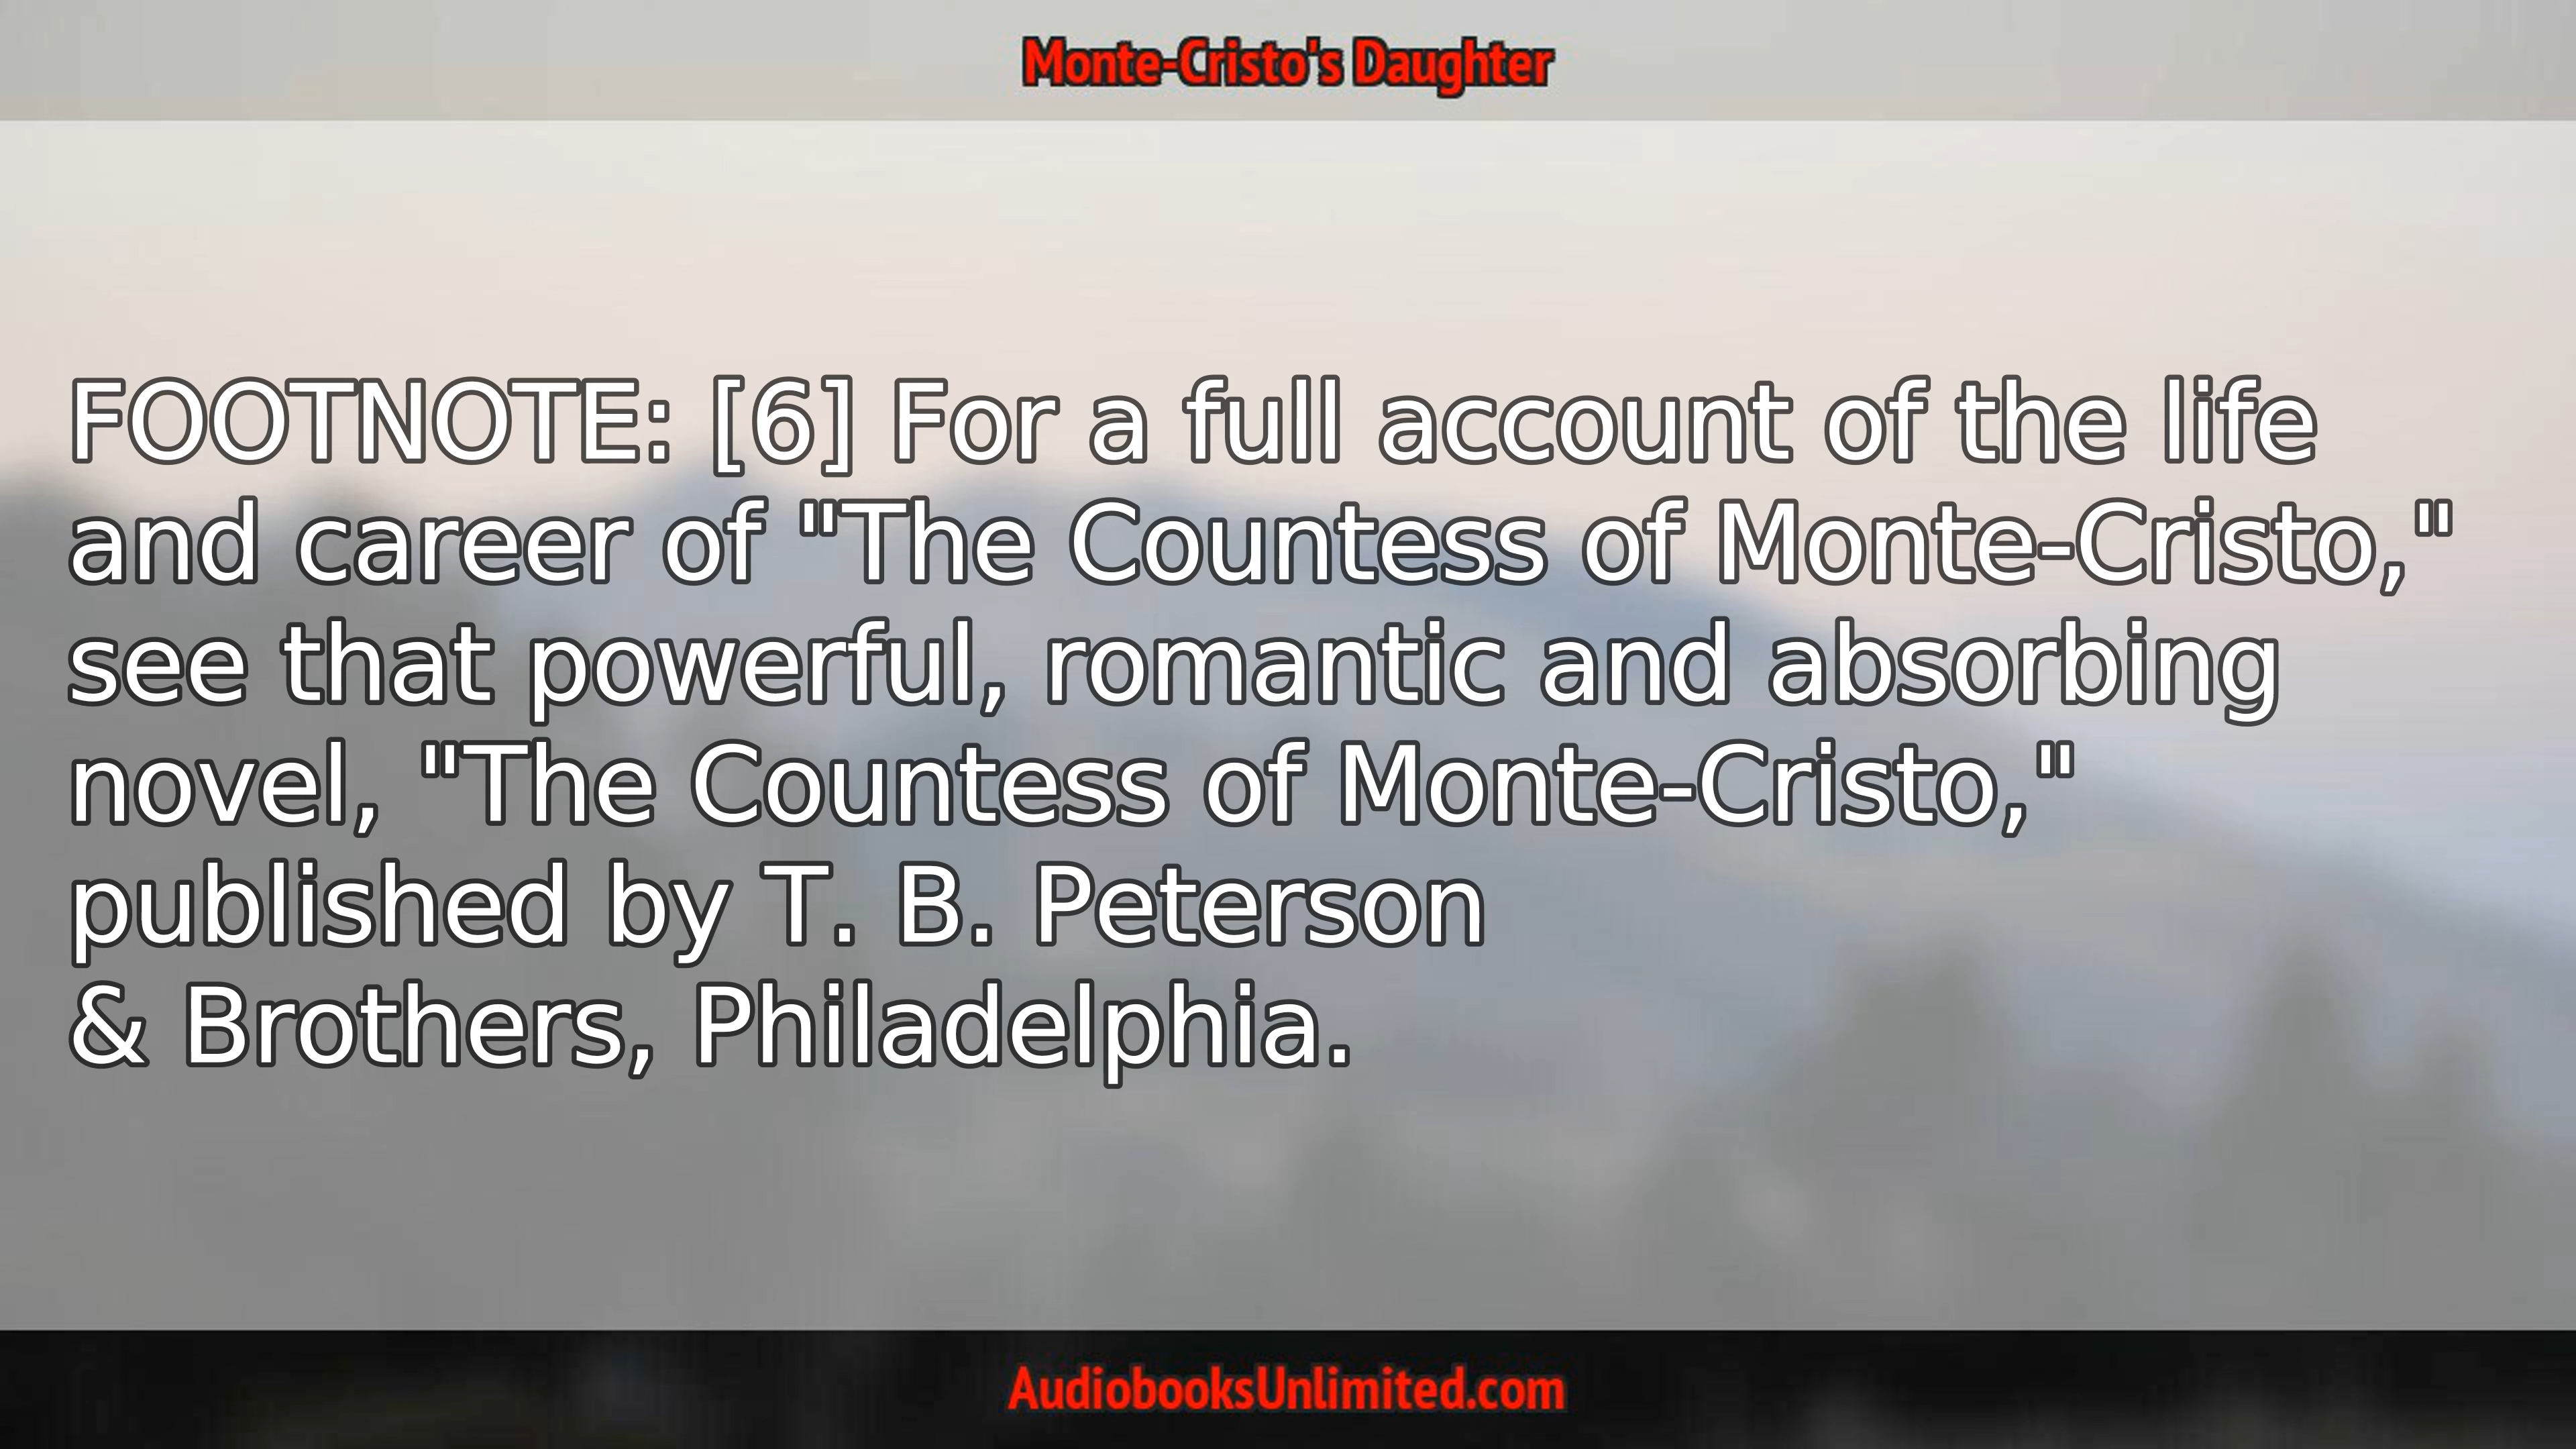 Monte-Cristo's Daughter
FOOTNOTE: [6] For a full account of the life
and career of "The Countess of Monte-Cristo,"
see that powerful, romantic and absorbing
novel, "The Countess of Monte-Cristo,"
published by T. B. Peterson
& Brothers, Philadelphia.
AudiobooksUnlimited.com